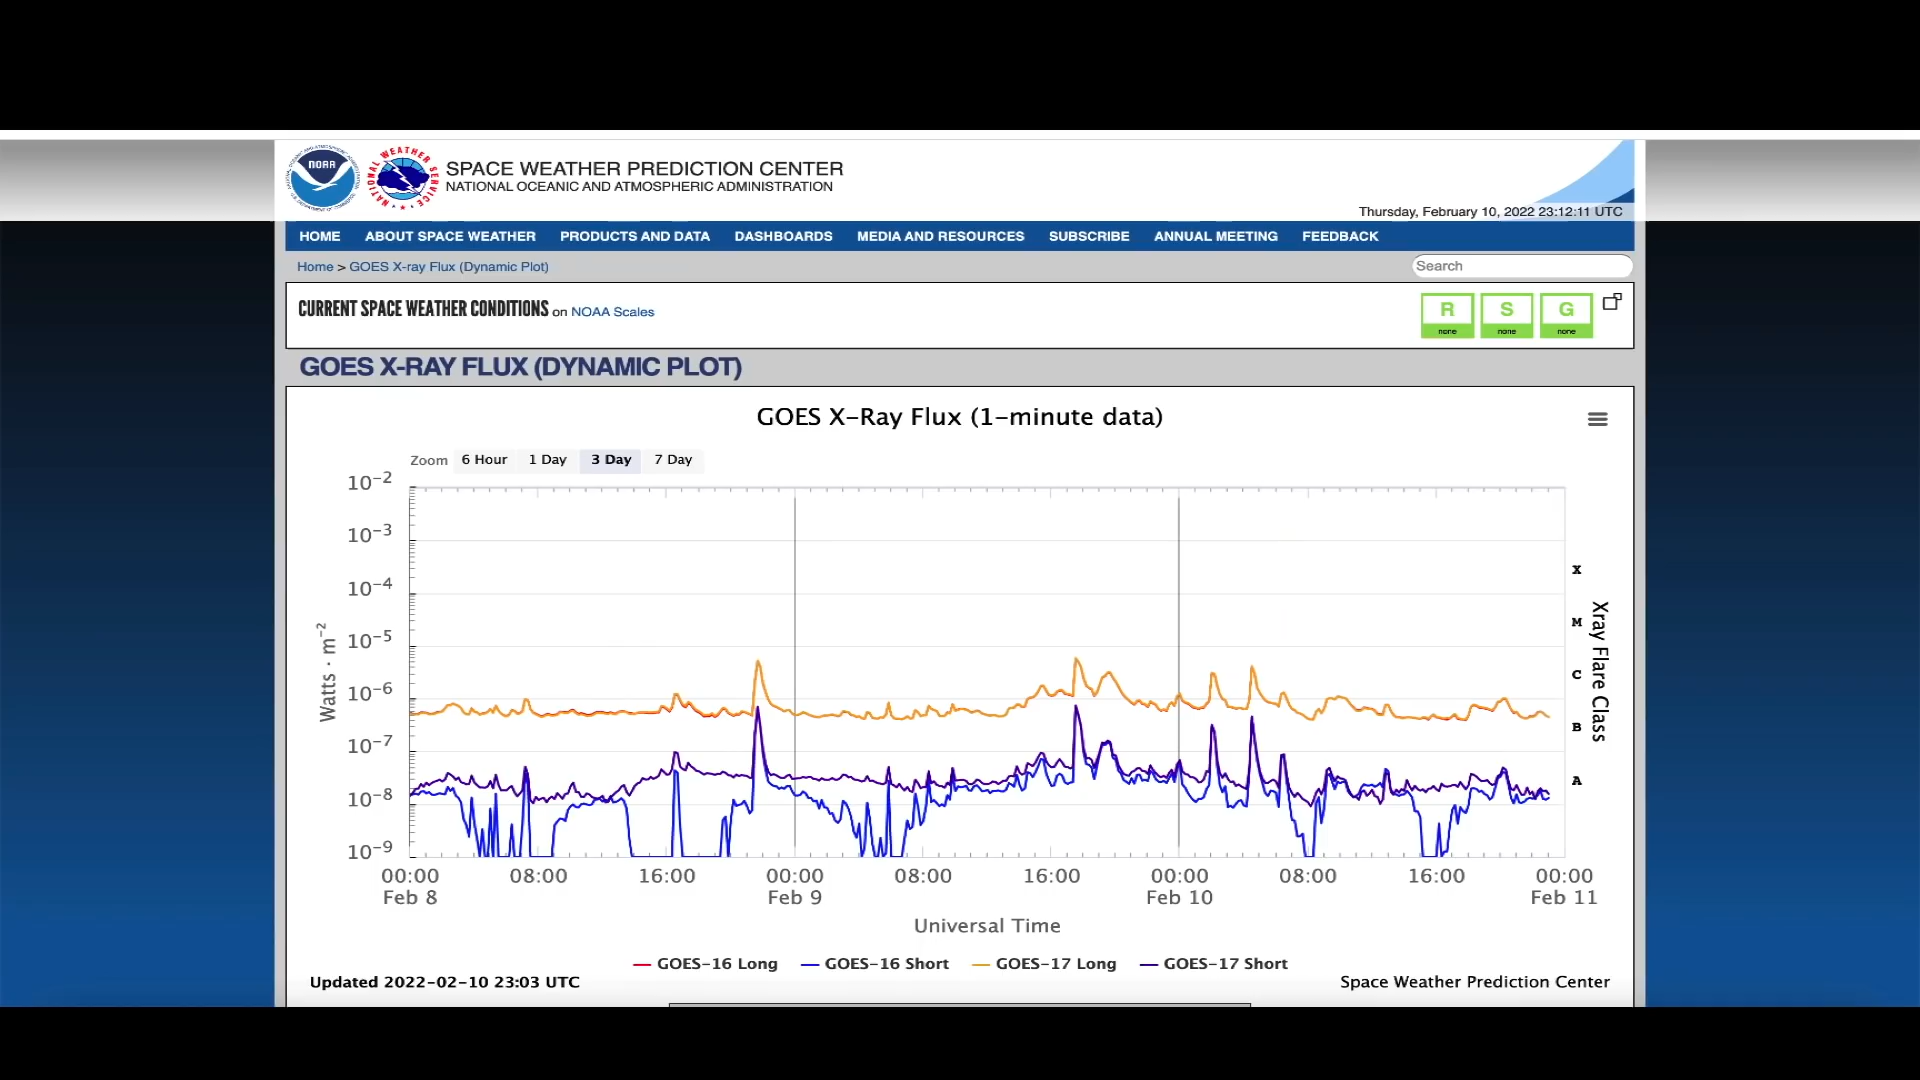 NOAA
NATIONAL WEATHER SERVICE
SPACE WEATHER PREDICTION CENTER
NATIONAL OCEANIC AND ATMOSPHERIC ADMINISTRATION
Thursday, February 10, 2022 23:12:11 UTC
HOME ABOUT SPACE WEATHER PRODUCTS AND DATA DASHBOARDS MEDIA AND RESOURCES SUBSCRIBE ANNUAL MEETING FEEDBACK
Home > GOES X-ray Flux (Dynamic Plot) Search
CURRENT SPACE WEATHER CONDITIONS on NOAA Scales
R S G
none none none
GOES X-RAY FLUX (DYNAMIC PLOT)
GOES X-Ray Flux (1-minute data)
Zoom 6 Hour 1 Day 3 Day 7 Day
10⁻²
10⁻³
10⁻⁴
10⁻⁵
10⁻⁶
10⁻⁷
10⁻⁸
10⁻⁹
Watts · m⁻²
X
M
C
B
A
Xray Flare Class
00:00 08:00 16:00 00:00 08:00 16:00 00:00 08:00 16:00 00:00
Feb 8 Feb 9 Feb 10 Feb 11
Universal Time
GOES-16 Long GOES-16 Short GOES-17 Long GOES-17 Short
Updated 2022-02-10 23:03 UTC Space Weather Prediction Center